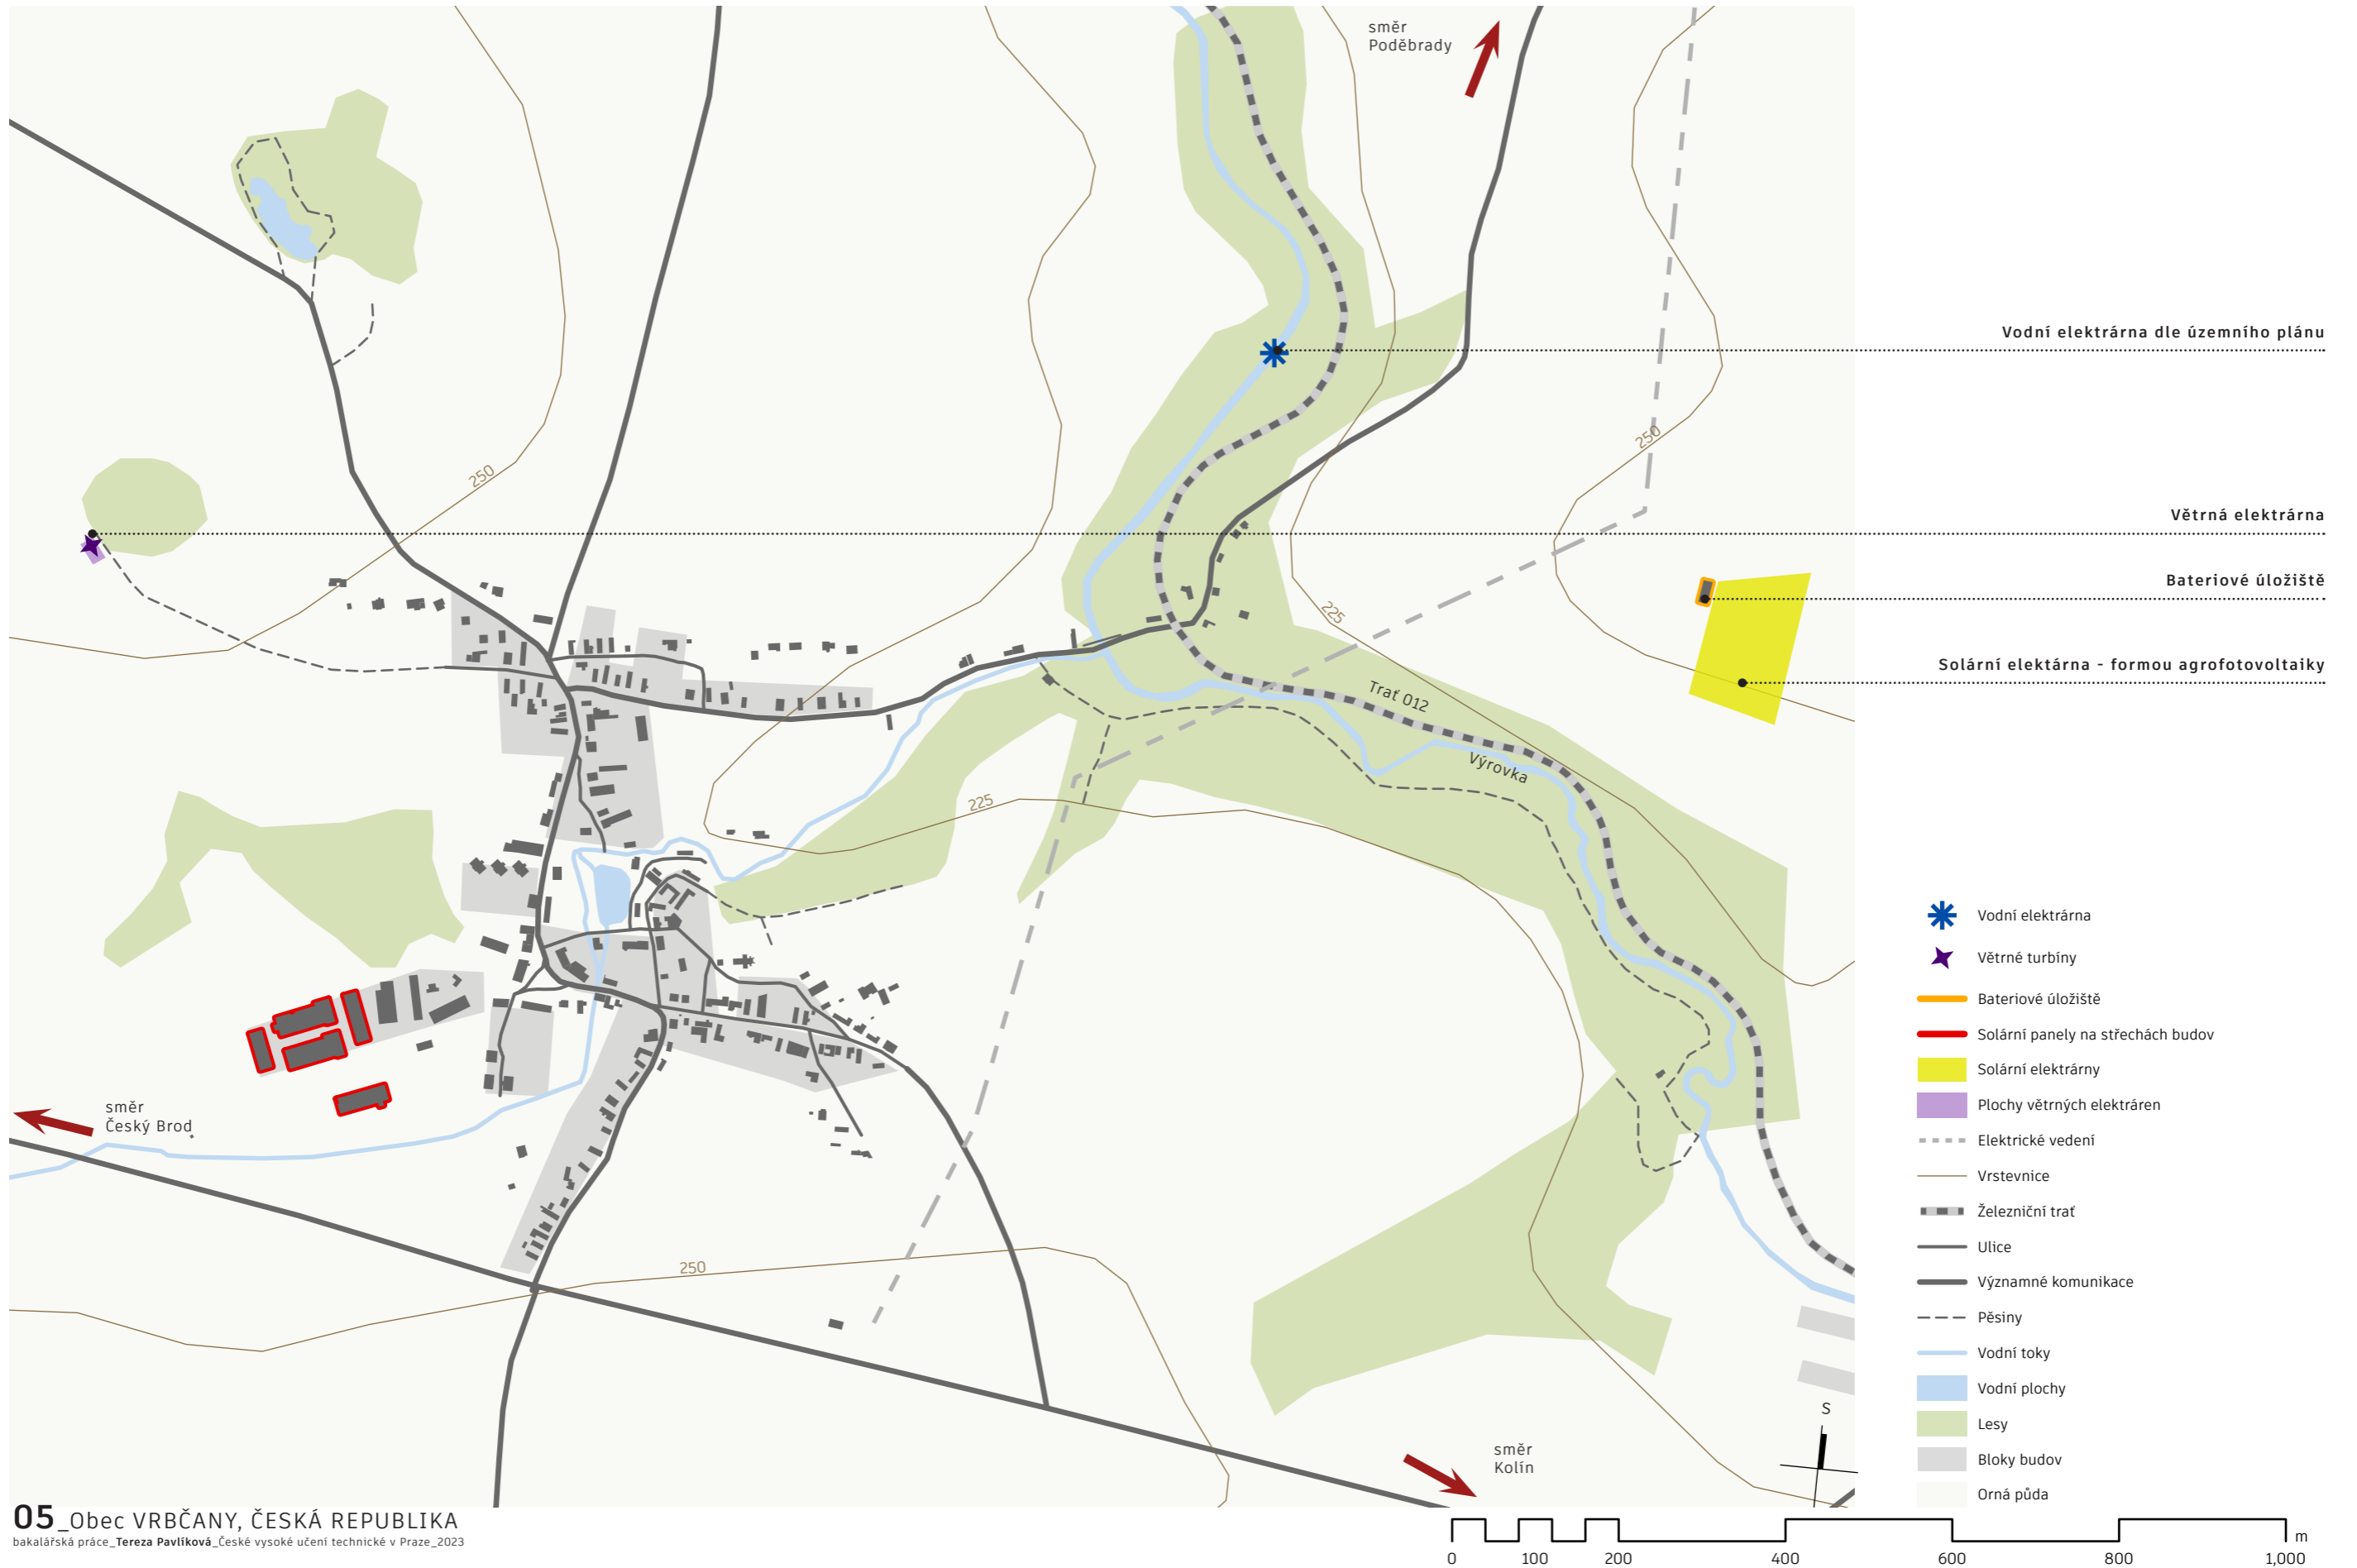 směr
Poděbrady
Vodní elektrárna dle územního plánu
250
250
Větrná elektrárna
Bateriové úložiště
225
Solární elektárna - formou agrofotovoltaiky
Trať 012
Výrovka
225
Vodní elektrárna
Větrné turbíny
Bateriové úložiště
Solární panely na střechách budov
Solární elektrárny
Plochy větrných elektráren
Elektrické vedení
Vrstevnice
Železniční trať
Ulice
Významné komunikace
Pěsiny
Vodní toky
Vodní plochy
Lesy
Bloky budov
Orná půda
směr
Český Brod
250
směr
Kolín
S
05_Obec VRBČANY, ČESKÁ REPUBLIKA
bakalářská práce_Tereza Pavlíková_České vysoké učení technické v Praze_2023
0 100 200 400 600 800 1,000 m